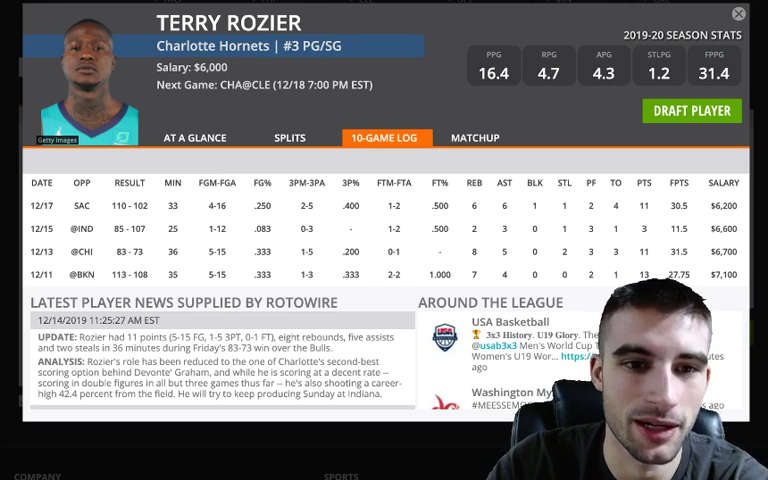 TERRY ROZIER
Charlotte Hornets | #3 PG/SG
Salary: $6,000
Next Game: CHA@CLE (12/18 7:00 PM EST)
2019-20 SEASON STATS
PPG RPG APG STLPG FPPG
16.4 4.7 4.3 1.2 31.4
DRAFT PLAYER
Getty Images
AT A GLANCE SPLITS 10-GAME LOG MATCHUP
DATE OPP RESULT MIN FGM-FGA FG% 3PM-3PA 3P% FTM-FTA FT% REB AST BLK STL PF TO PTS FPTS SALARY
12/17 SAC 110 - 102 33 4-16 .250 2-5 .400 1-2 .500 6 6 1 1 2 4 11 30.5 $6,200
12/15 @IND 85 - 107 25 1-12 .083 0-3 - 1-2 .500 2 3 0 1 3 1 3 11.5 $6,600
12/13 @CHI 83 - 73 36 5-15 .333 1-5 .200 0-1 - 8 5 0 2 3 3 11 31.5 $6,700
12/11 @BKN 113 - 108 35 5-15 .333 1-3 .333 2-2 1.000 7 4 0 0 2 1 13 27.75 $7,100
LATEST PLAYER NEWS SUPPLIED BY ROTOWIRE
12/14/2019 11:25:27 AM EST
UPDATE: Rozier had 11 points (5-15 FG, 1-5 3PT, 0-1 FT), eight rebounds, five assists
and two steals in 36 minutes during Friday's 83-73 win over the Bulls.
ANALYSIS: Rozier's role has been reduced to the one of Charlotte's second-best
scoring option behind Devonte' Graham, and while he is scoring at a decent rate --
scoring in double figures in all but three games thus far -- he's also shooting a career-
high 42.4 percent from the field. He will try to keep producing Sunday at Indiana.
AROUND THE LEAGUE
USA Basketball
🏆 𝟑𝐱𝟑 𝐇𝐢𝐬𝐭𝐨𝐫𝐲. 𝐔𝟏𝟗 𝐆𝐥𝐨𝐫𝐲. The
@usab3x3 Men's World Cup T
Women's U19 Wor... https:/
utes
ago
Washington My
#MEESSEMO
s ago
COMPANY SPORTS